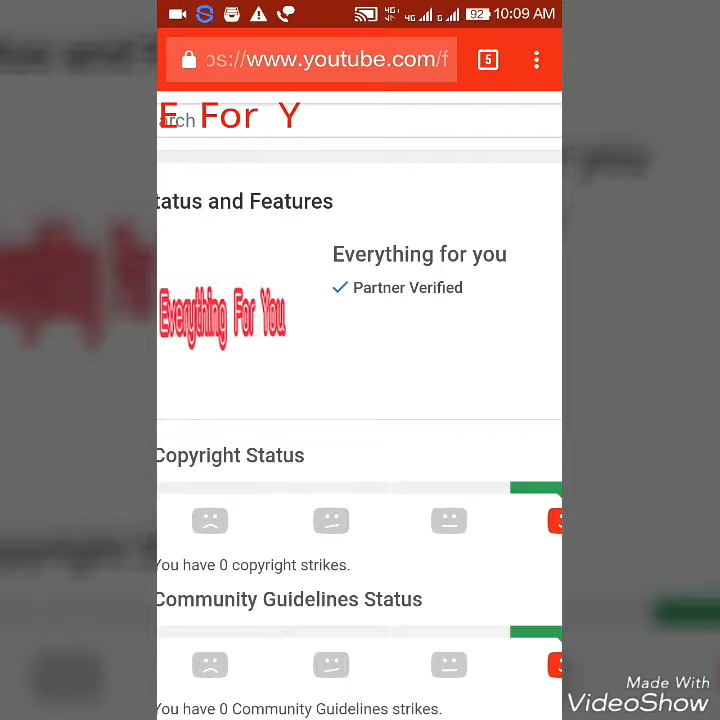 92 10:09 AM
ps://www.youtube.com/f
5
E For Y
arch
tatus and Features
Everything for you
Partner Verified
Everything For You
Copyright Status
You have 0 copyright strikes.
Community Guidelines Status
You have 0 Community Guidelines strikes.
Made With
VideoShow